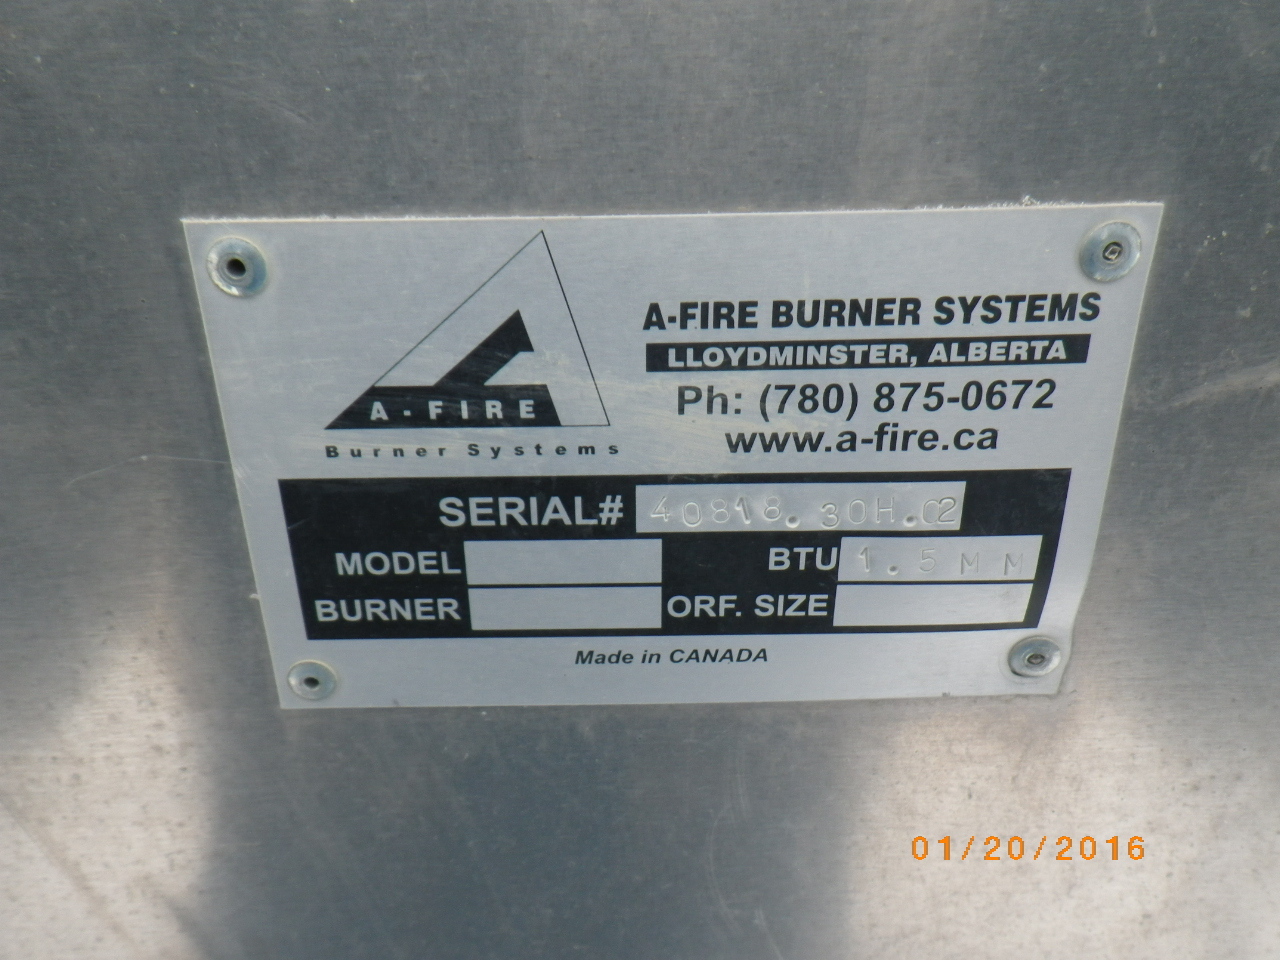 A-FIRE
Burner Systems
A-FIRE BURNER SYSTEMS
LLOYDMINSTER, ALBERTA
Ph: (780) 875-0672
www.a-fire.ca
SERIAL# 40818.30H.02
MODEL
BTU 1.5MM
BURNER
ORF. SIZE
Made in CANADA
01/20/2016